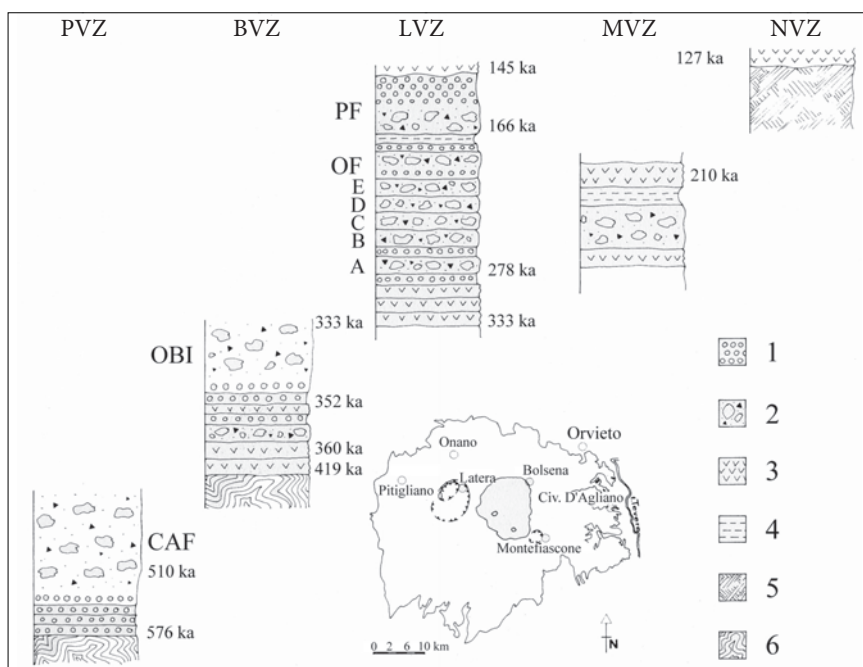 PVZ BVZ LVZ MVZ NVZ
145 ka
127 ka
PF
166 ka
OF
210 ka
E
D
C
B
A
278 ka
333 ka
333 ka
OBI
1
352 ka
2
360 ka
419 ka
3
Onano
Orvieto
Latera
Bolsena
Pitigliano
Civ. D'Agliano
Tevere
Montefiascone
4
CAF
510 ka
5
576 ka
0 2 6 10 km
N
6